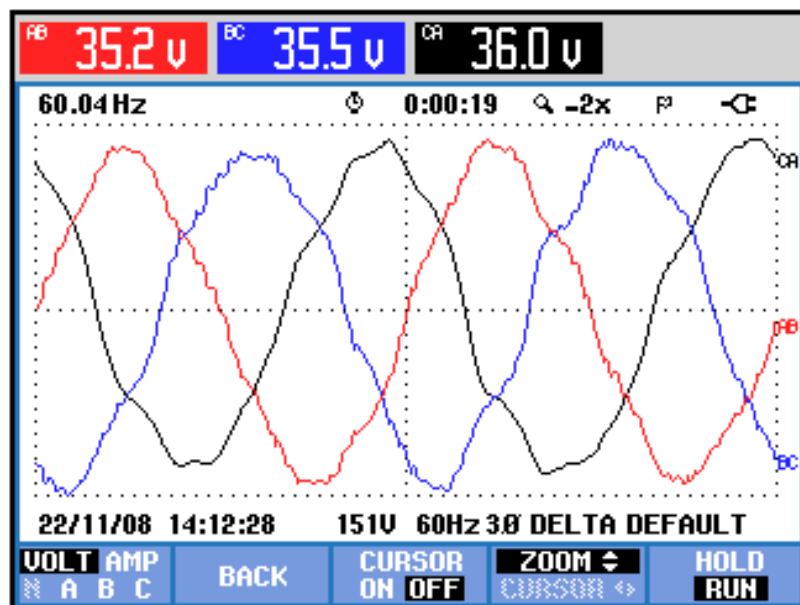 AB 35.2 V BC 35.5 V CA 36.0 V
60.04 Hz 0:00:19 -2x
CA
AB
BC
22/11/08 14:12:28 151V 60Hz 3Ø DELTA DEFAULT
VOLT AMP BACK CURSOR ZOOM HOLD
N A B C ON OFF CURSOR RUN